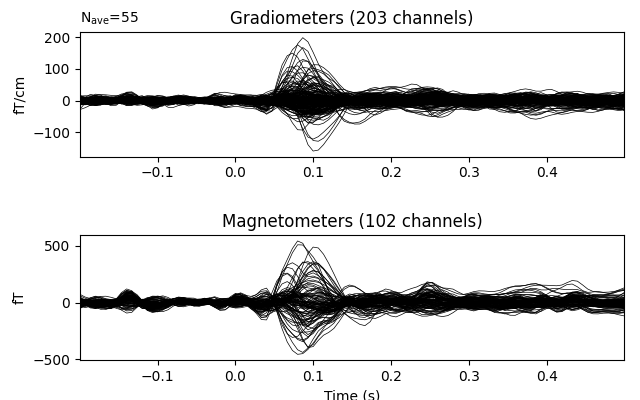 N_ave=55
Gradiometers (203 channels)
200
100
0
−100
fT/cm
−0.1 0.0 0.1 0.2 0.3 0.4
Magnetometers (102 channels)
500
0
−500
fT
−0.1 0.0 0.1 0.2 0.3 0.4
Time (s)